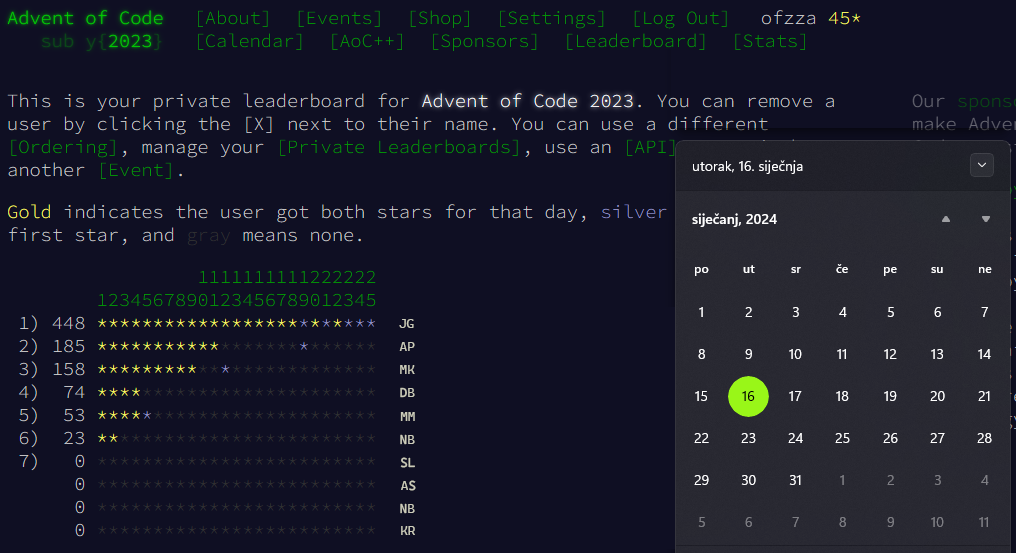 Advent of Code [About] [Events] [Shop] [Settings] [Log Out] ofzza 45*
sub y{2023} [Calendar] [AoC++] [Sponsors] [Leaderboard] [Stats]
This is your private leaderboard for Advent of Code 2023. You can remove a
user by clicking the [X] next to their name. You can use a different
[Ordering], manage your [Private Leaderboards], use an [API]
another [Event].
Gold indicates the user got both stars for that day, silver
first star, and gray means none.
1111111111222222
1234567890123456789012345
1) 448 ************************* JG
2) 185 ************************* AP
3) 158 ************************* MK
4) 74 ************************* DB
5) 53 ************************* MM
6) 23 ************************* NB
7) 0 ************************* SL
0 ************************* AS
0 ************************* NB
0 ************************* KR
Our
make
utorak, 16. siječnja
siječanj, 2024
po ut sr če pe su ne
1 2 3 4 5 6 7
8 9 10 11 12 13 14
15 16 17 18 19 20 21
22 23 24 25 26 27 28
29 30 31 1 2 3 4
5 6 7 8 9 10 11